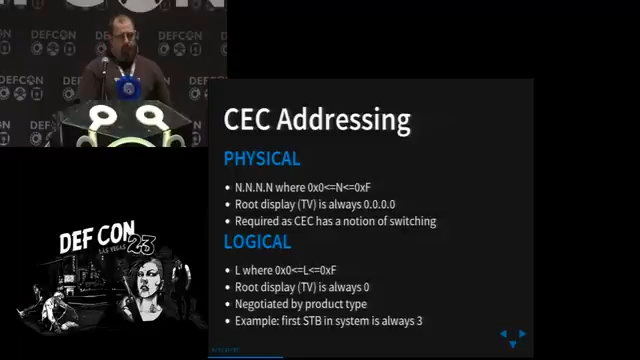 DEFCON
DEFCON
DEFCON
DEF CON
LAS VEGAS
23
CEC Addressing
PHYSICAL
• N.N.N.N where 0x0<=N<=0xF
• Root display (TV) is always 0.0.0.0
• Required as CEC has a notion of switching
LOGICAL
• L where 0x0<=L<=0xF
• Root display (TV) is always 0
• Negotiated by product type
• Example: first STB in system is always 3